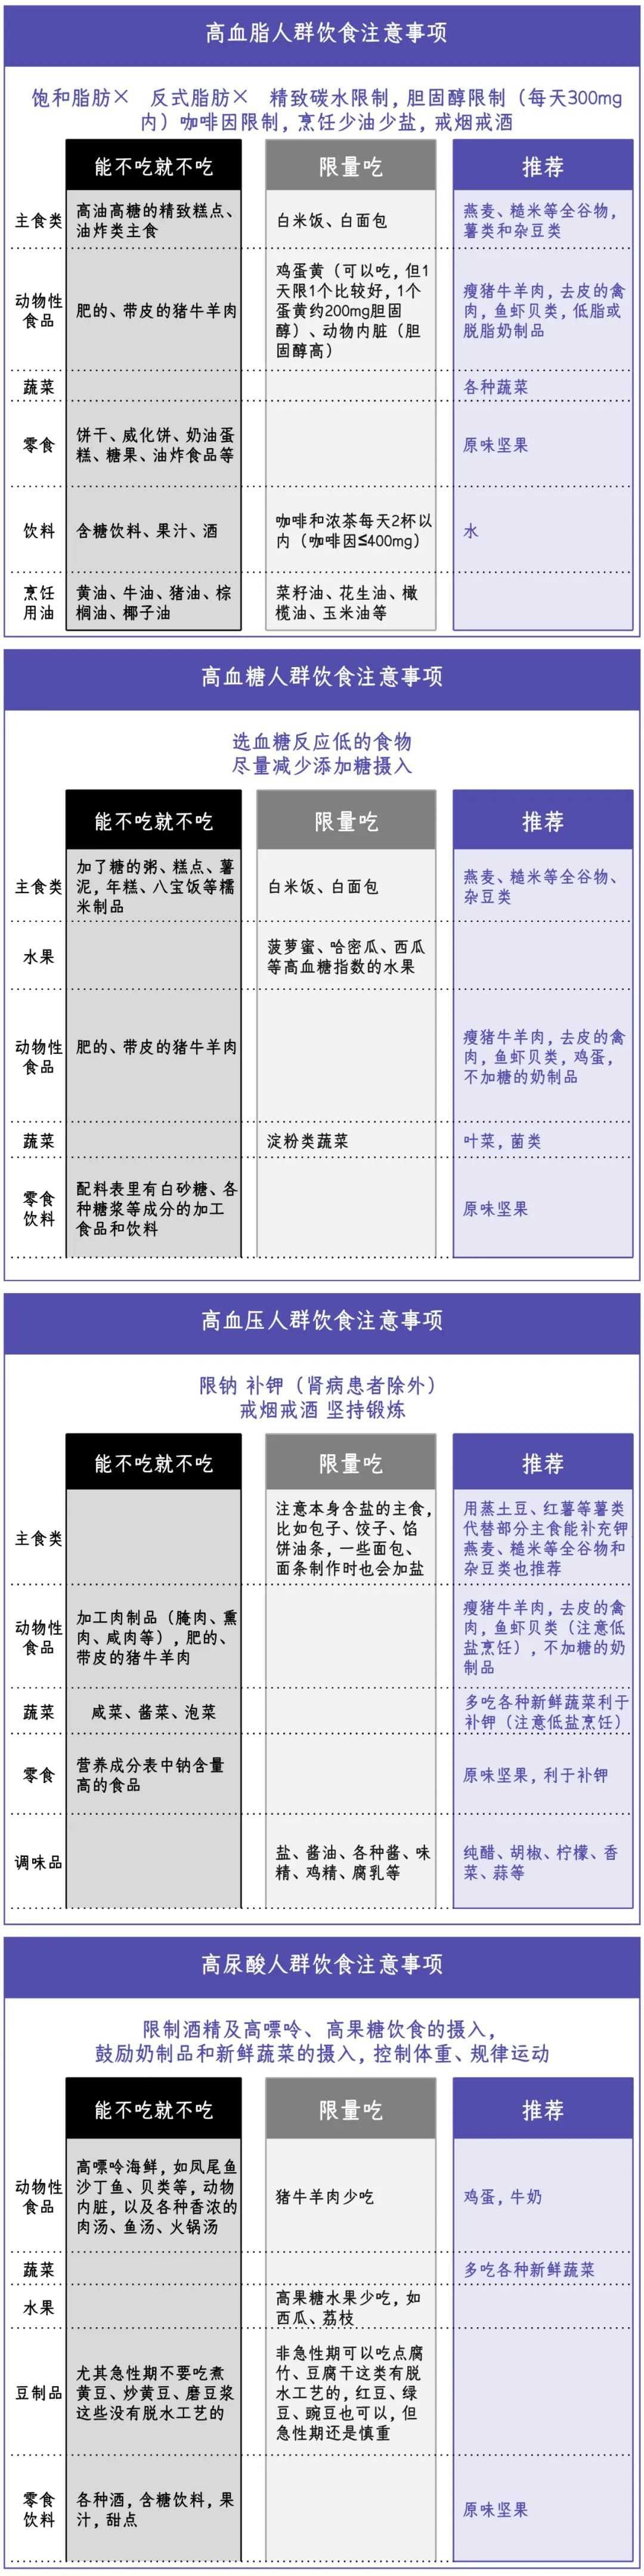 高血脂人群饮食注意事项
饱和脂肪× 反式脂肪× 精致碳水限制，胆固醇限制（每天300mg
内）咖啡因限制，烹饪少油少盐，戒烟戒酒
能不吃就不吃
限量吃
推荐
主食类
高油高糖的精致糕点、
油炸类主食
白米饭、白面包
燕麦、糙米等全谷物，
薯类和杂豆类
动物性
食品
肥的、带皮的猪牛羊肉
鸡蛋黄（可以吃，但1
天限1个比较好，1个
蛋黄约200mg胆固
醇）、动物内脏（胆
固醇高）
瘦猪牛羊肉，去皮的禽
肉，鱼虾贝类，低脂或
脱脂奶制品
蔬菜
各种蔬菜
零食
饼干、威化饼、奶油蛋
糕、糖果、油炸食品等
原味坚果
饮料
含糖饮料、果汁、酒
咖啡和浓茶每天2杯以
内（咖啡因≤400mg）
水
烹饪
用油
黄油、牛油、猪油、棕
榈油、椰子油
菜籽油、花生油、橄
榄油、玉米油等
高血糖人群饮食注意事项
选血糖反应低的食物
尽量减少添加糖摄入
能不吃就不吃
限量吃
推荐
主食类
加了糖的粥、糕点、薯
泥，年糕、八宝饭等糯
米制品
白米饭、白面包
燕麦、糙米等全谷物、
杂豆类
水果
菠萝蜜、哈密瓜、西瓜
等高血糖指数的水果
动物性
食品
肥的、带皮的猪牛羊肉
瘦猪牛羊肉，去皮的禽
肉，鱼虾贝类，鸡蛋，
不加糖的奶制品
蔬菜
淀粉类蔬菜
叶菜，菌类
零食
饮料
配料表里有白砂糖、各
种糖浆等成分的加工
食品和饮料
原味坚果
高血压人群饮食注意事项
限钠 补钾（肾病患者除外）
戒烟戒酒 坚持锻炼
能不吃就不吃
限量吃
推荐
主食类
注意本身含盐的主食，
比如包子、饺子、馅
饼油条，一些面包、
面条制作时也会加盐
用蒸土豆、红薯等薯类
代替部分主食能补充钾
燕麦、糙米等全谷物和
杂豆类也推荐
动物性
食品
加工肉制品（腌肉、熏
肉、咸肉等），肥的、
带皮的猪牛羊肉
瘦猪牛羊肉，去皮的禽
肉，鱼虾贝类（注意低
盐烹饪），不加糖的奶
制品
蔬菜
咸菜、酱菜、泡菜
多吃各种新鲜蔬菜利于
补钾（注意低盐烹饪）
零食
营养成分表中钠含量
高的食品
原味坚果，利于补钾
调味品
盐、酱油、各种酱、味
精、鸡精、腐乳等
纯醋、胡椒、柠檬、香
菜、蒜等
高尿酸人群饮食注意事项
限制酒精及高嘌呤、高果糖饮食的摄入，
鼓励奶制品和新鲜蔬菜的摄入，控制体重、规律运动
能不吃就不吃
限量吃
推荐
动物性
食品
高嘌呤海鲜，如凤尾鱼
沙丁鱼、贝类等，动物
内脏，以及各种香浓的
肉汤、鱼汤、火锅汤
猪牛羊肉少吃
鸡蛋，牛奶
蔬菜
多吃各种新鲜蔬菜
水果
高果糖水果少吃，如
西瓜、荔枝
豆制品
尤其急性期不要吃煮
黄豆、炒黄豆、磨豆浆
这些没有脱水工艺的
非急性期可以吃点腐
竹、豆腐干这类有脱
水工艺的，红豆、绿
豆、豌豆也可以，但
急性期还是慎重
零食
饮料
各种酒，含糖饮料，果
汁，甜点
原味坚果